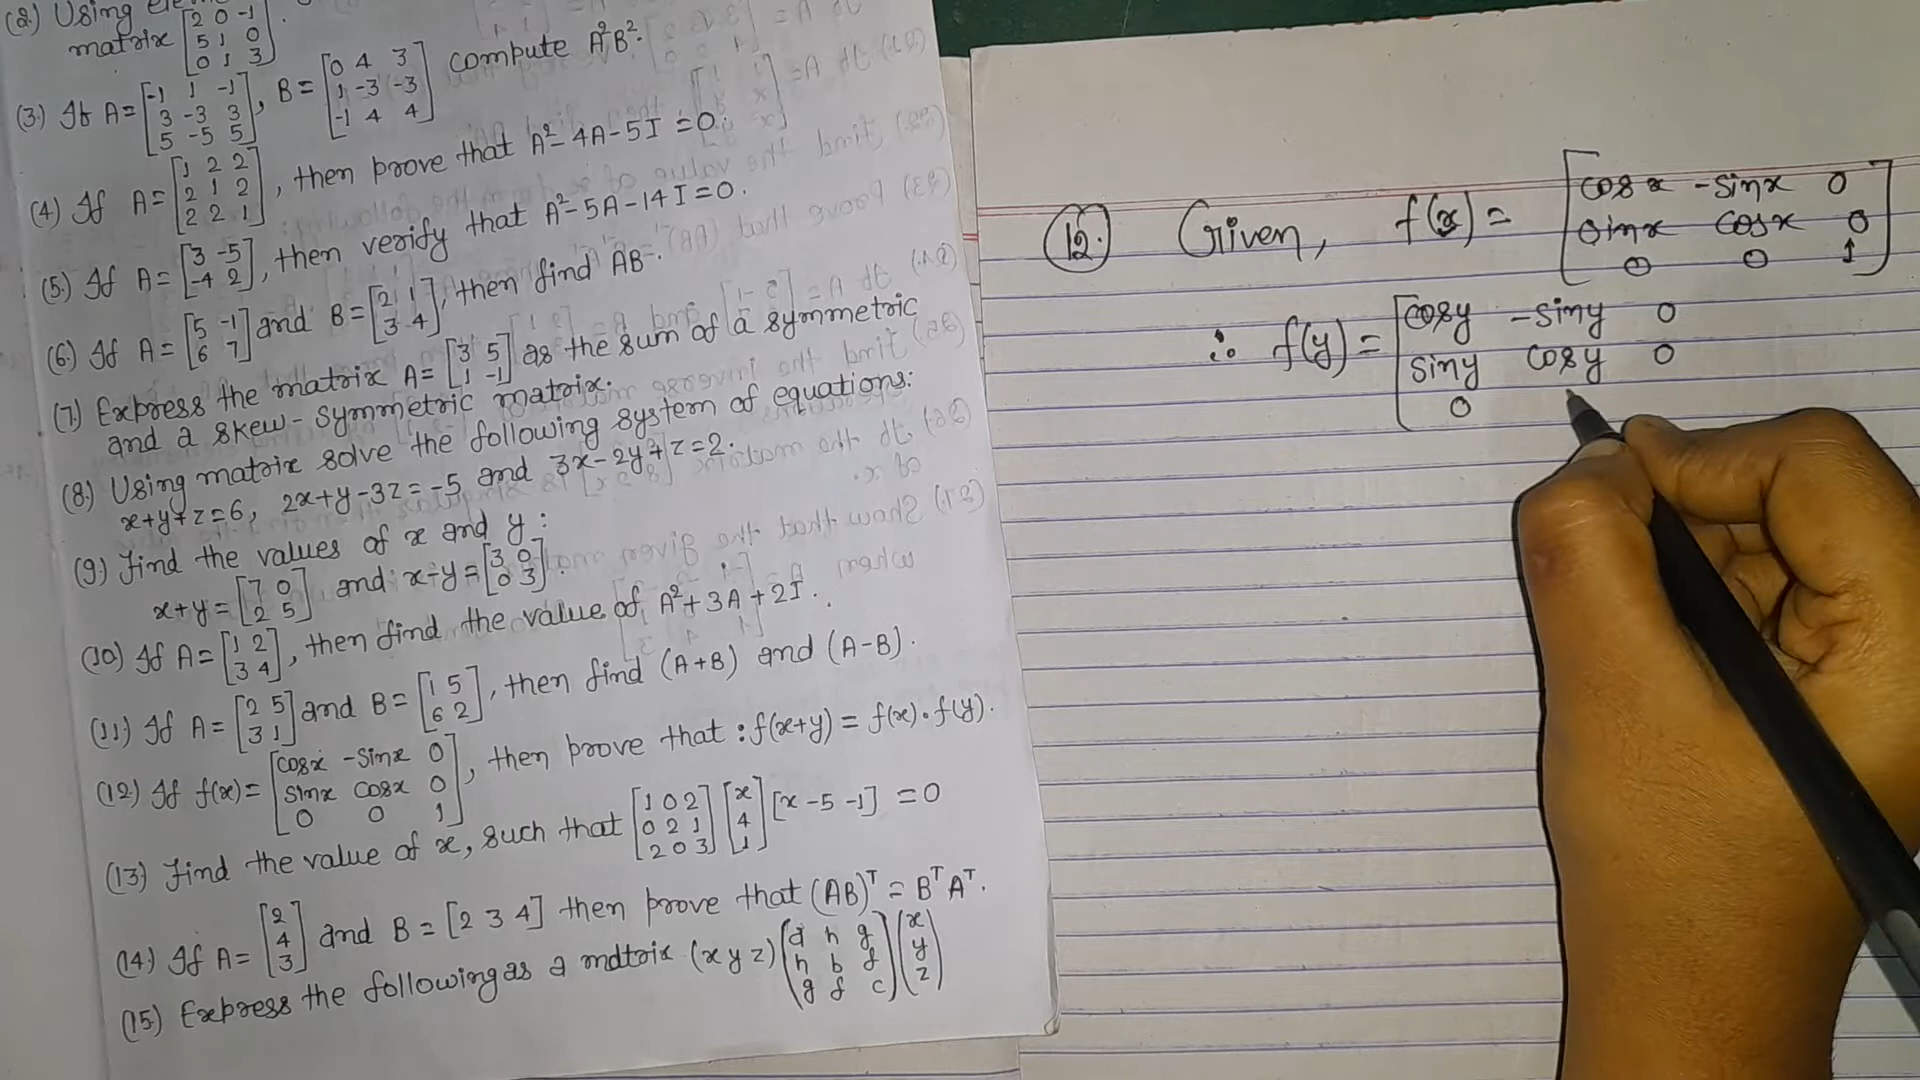 (2.) Using
matrix [2 0 -1
5 1 0
0 1 3]
(3.) If A = [-1 1 -1
3 -3 3
5 -5 5], B = [0 4 3
1 -3 -3
-1 4 4] compute A²B².
(4) If A = [1 2 2
2 1 2
2 2 1], then prove that A² - 4A - 5I = 0.
(5.) If A = [3 -5
-4 2], then verify that A² - 5A - 14I = 0.
(6.) If A = [5 -1
6 7] and B = [2 1
3 4], then find AB.
(7.) Express the matrix A = [3 5
1 -1] as the sum of a symmetric
and a skew-symmetric matrix.
(8.) Using matrix solve the following system of equations:
x+y+z=6, 2x+y-3z=-5 and 3x-2y+z=2.
(9.) Find the values of x and y:
x+y = [7 0
2 5] and x-y = [3 0
0 3].
(10) If A = [1 2
3 4], then find the value of A² + 3A + 2I.
(11.) If A = [2 5
3 1] and B = [1 5
6 2], then find (A+B) and (A-B).
(12.) If f(x) = [cosx -sinx 0
sinx cosx 0
0 0 1], then prove that : f(x+y) = f(x)·f(y).
(13.) Find the value of x, such that [1 0 2
0 2 1
2 0 3] [x
4
1] [x -5 -1] = 0
(14.) If A = [2
4
3] and B = [2 3 4] then prove that (AB)ᵀ = Bᵀ Aᵀ.
(15.) Express the following as a matrix (x y z) (a h g
h b f
g f c) (x
y
z)
(12.) Given, f(x) = [cosx -sinx 0
sinx cosx 0
0 0 1]
∴ f(y) = [cosy -siny 0
siny cosy 0
0